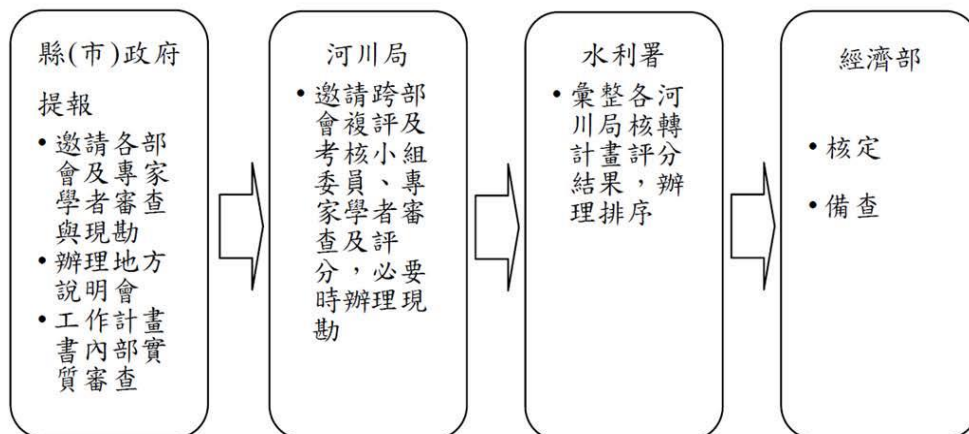 縣(市)政府
提報
• 邀請各部
會及專家
學者審查
與現勘
• 辦理地方
說明會
• 工作計畫
書內部實
質審查
河川局
• 邀請跨部
會複評及
考核小組
委員、專
家學者審
查及評
分，必要
時辦理現
勘
水利署
• 彙整各河
川局核轉
計畫評分
結果，辦
理排序
經濟部
• 核定
• 備查